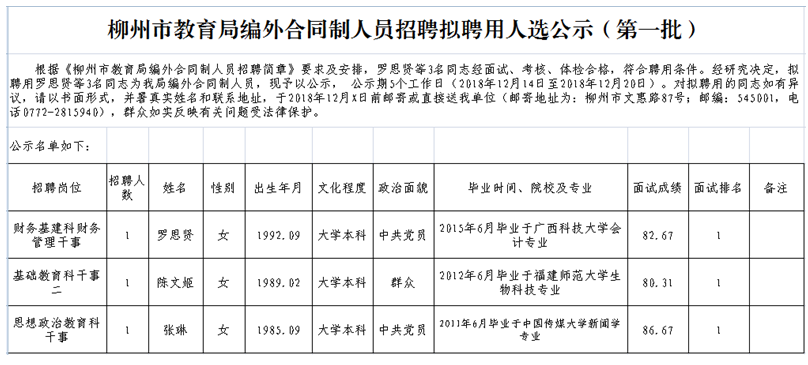 柳州市教育局编外合同制人员招聘拟聘用人选公示（第一批）
根据《柳州市教育局编外合同制人员招聘简章》要求及安排，罗思贤等3名同志经面试、考核、体检合格，符合聘用条件。经研究决定，拟
聘用罗思贤等3名同志为我局编外合同制人员，现予以公示， 公示期5个工作日（2018年12月14日至2018年12月20日）。对拟聘用的同志如有异
议，请以书面形式，并署真实姓名和联系地址，于2018年12月X日前邮寄或直接送我单位（邮寄地址为：柳州市文惠路87号；邮编：545001，电
话0772-2815940），群众如实反映有关问题受法律保护。
公示名单如下：
招聘岗位 招聘人数 姓名 性别 出生年月 文化程度 政治面貌 毕业时间、院校及专业 面试成绩 面试排名 备注
财务基建科财务管理干事 1 罗思贤 女 1992.09 大学本科 中共党员 2015年6月毕业于广西科技大学会计专业 82.67 1
基础教育科干事二 1 陈文姬 女 1989.02 大学本科 群众 2012年6月毕业于福建师范大学生物科技专业 80.31 1
思想政治教育科干事 1 张琳 女 1985.09 大学本科 中共党员 2011年6月毕业于中国传媒大学新闻学专业 86.67 1